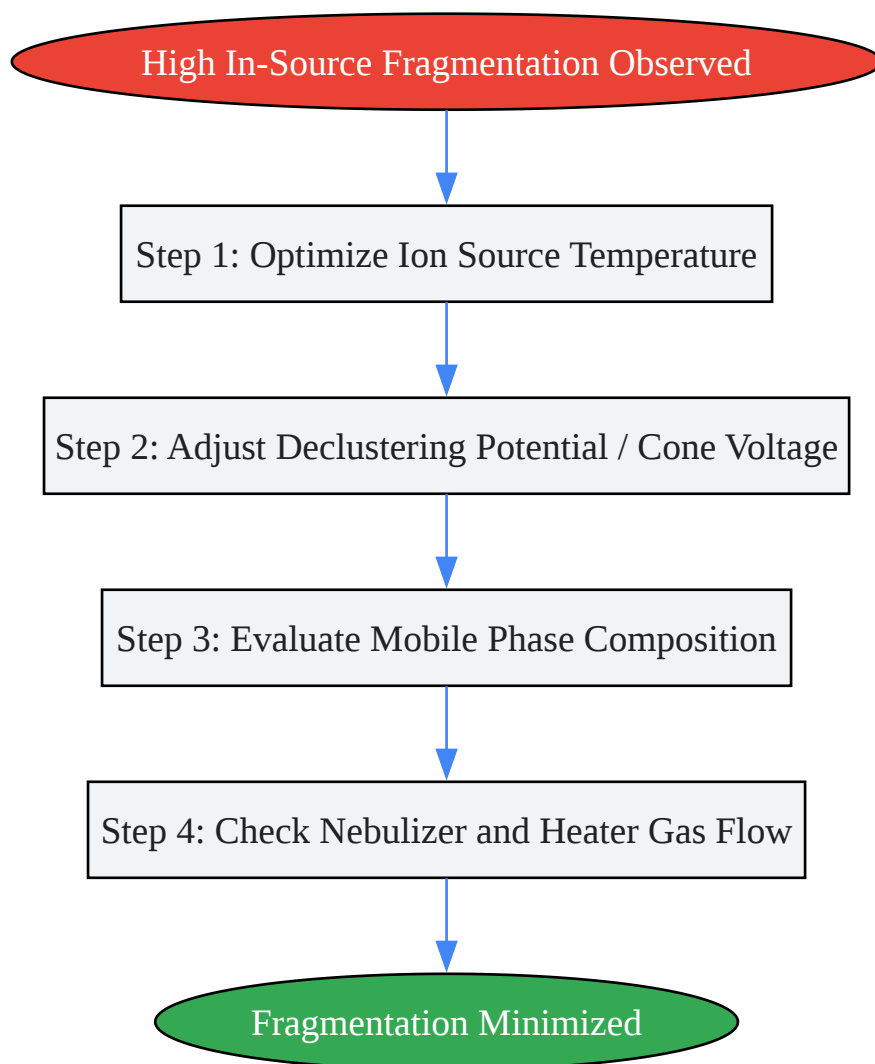 High In-Source Fragmentation Observed
Step 1: Optimize Ion Source Temperature
Step 2: Adjust Declustering Potential / Cone Voltage
Step 3: Evaluate Mobile Phase Composition
Step 4: Check Nebulizer and Heater Gas Flow
Fragmentation Minimized